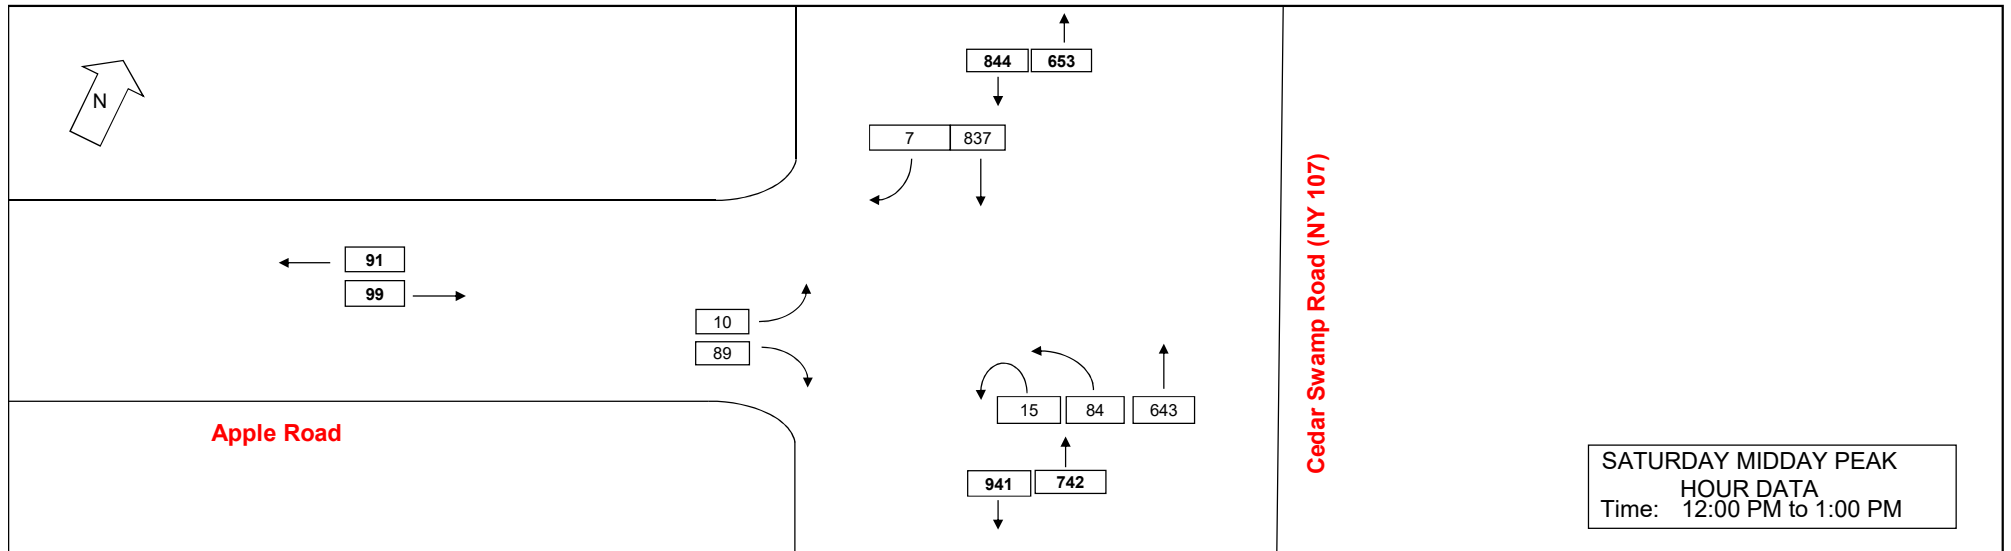 844 653
N
7 837
Cedar Swamp Road (NY 107)
91
99
10
89
15 84 643
Apple Road
941 742
SATURDAY MIDDAY PEAK
HOUR DATA
Time: 12:00 PM to 1:00 PM